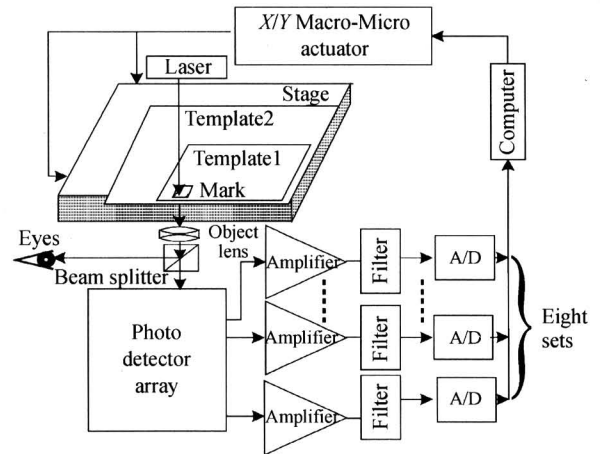 X/Y Macro-Micro
actuator
Laser
Stage
Template2
Template1
Mark
Computer
Eyes
Object
lens
Beam splitter
Amplifier
Filter
A/D
Photo
detector
array
Amplifier
Filter
A/D
Eight
sets
Amplifier
Filter
A/D